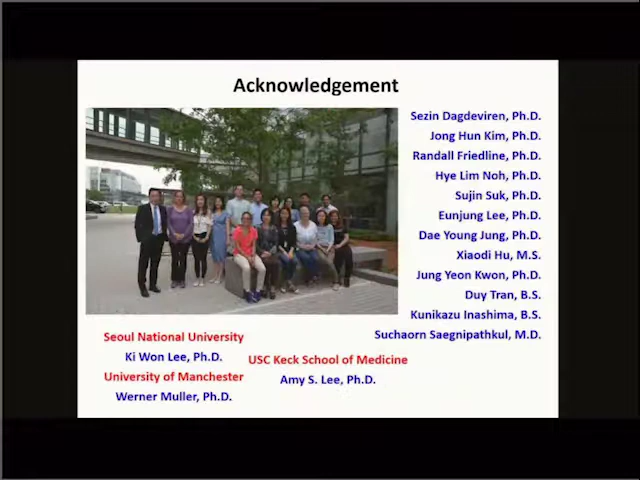 Acknowledgement
Sezin Dagdeviren, Ph.D.
Jong Hun Kim, Ph.D.
Randall Friedline, Ph.D.
Hye Lim Noh, Ph.D.
Sujin Suk, Ph.D.
Eunjung Lee, Ph.D.
Dae Young Jung, Ph.D.
Xiaodi Hu, M.S.
Jung Yeon Kwon, Ph.D.
Duy Tran, B.S.
Kunikazu Inashima, B.S.
Suchaorn Saegnipathkul, M.D.
Seoul National University
Ki Won Lee, Ph.D.
University of Manchester
Werner Muller, Ph.D.
USC Keck School of Medicine
Amy S. Lee, Ph.D.